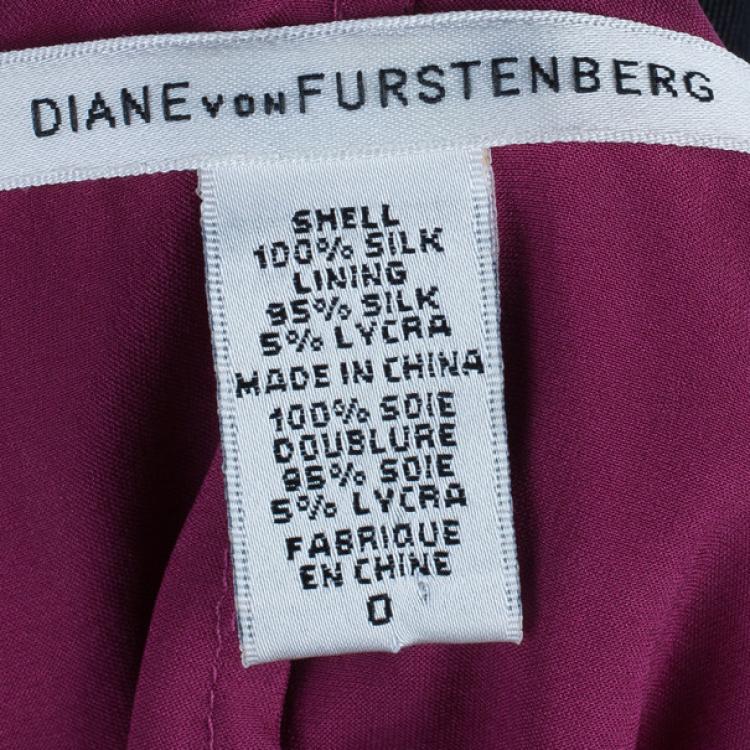 DIANE VON FURSTENBERG
SHELL
100% SILK
LINING
95% SILK
5% LYCRA
MADE IN CHINA
100% SOIE
DOUBLURE
95% SOIE
5% LYCRA
FABRIQUE
EN CHINE
0